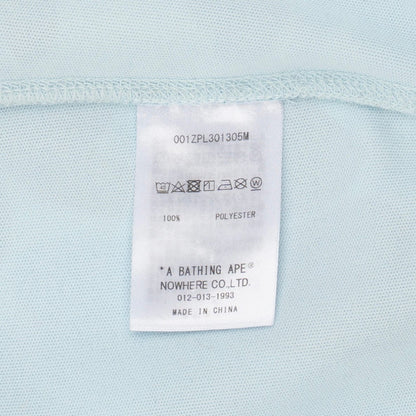 001ZPL301305M
100% POLYESTER
"A BATHING APE®
NOWHERE CO.,LTD.
012-013-1993
MADE IN CHINA